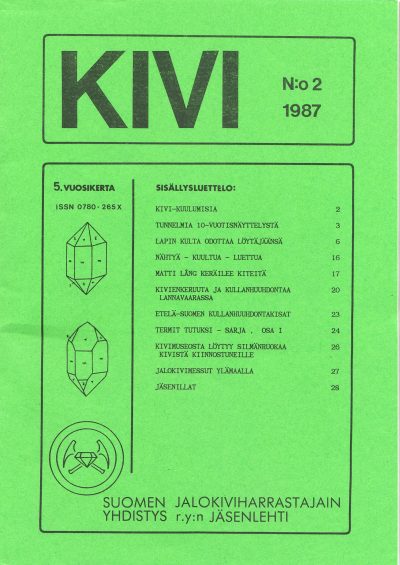 KIVI
N:o 2
1987
5. VUOSIKERTA
ISSN 0780-265X
SISÄLLYSLUETTELO:
KIVI-KUULUMISIA 2
TUNNELMIA 10-VUOTISNÄYTTELYSTÄ 3
LAPIN KULTA ODOTTAA LÖYTÄJÄÄNSÄ 6
NÄHTYÄ - KUULTUA - LUETTUA 16
MATTI LÅNG KERÄILEE KITEITÄ 17
KIVIENKERUUTA JA KULLANHUUHDONTAA 20
LANNAVAARASSA
ETELÄ-SUOMEN KULLANHUUHDONTAKISAT 23
TERMIT TUTUKSI - SARJA , OSA I 24
KIVIMUSEOSTA LÖYTYY SILMÄNRUOKAA 26
KIVISTÄ KIINNOSTUNEILLE
JALOKIVIMESSUT YLÄMAALLA 27
JÄSENILLAT 28
SUOMEN JALOKIVIHARRASTAJAIN
YHDISTYS r.y:n JÄSENLEHTI